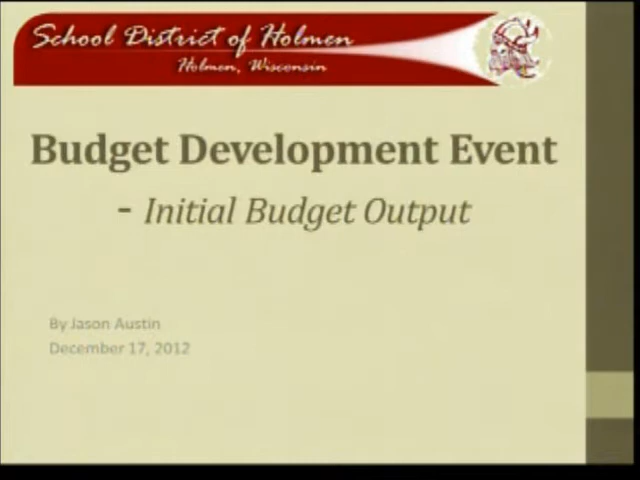 School District of Holmen
Holmen, Wisconsin
Budget Development Event
- Initial Budget Output
By Jason Austin
December 17, 2012